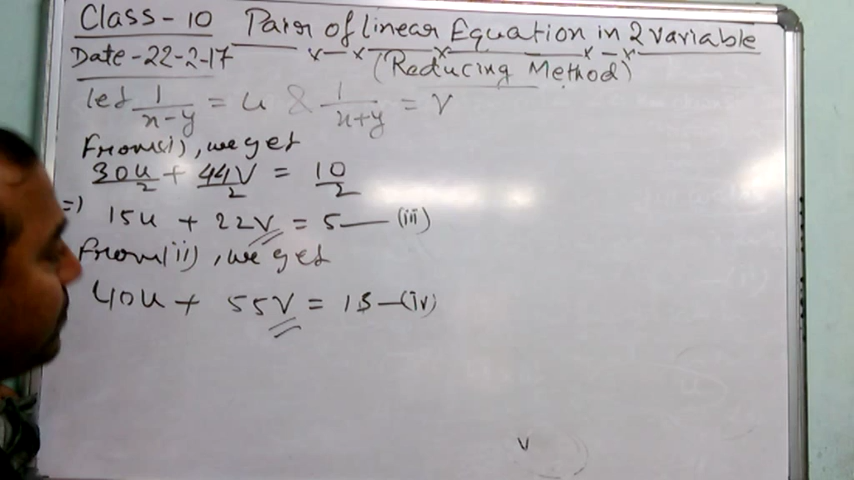 Class - 10 Pair of linear Equation in 2 variable
Date - 22-2-17 (Reducing Method)
let 1/x-y = u & 1/x+y = v
From(i), we get
30u/2 + 44v/2 = 10/2
=) 15u + 22v = 5 — (iii)
From(ii), we get
40u + 55v = 13 — (iv)
v